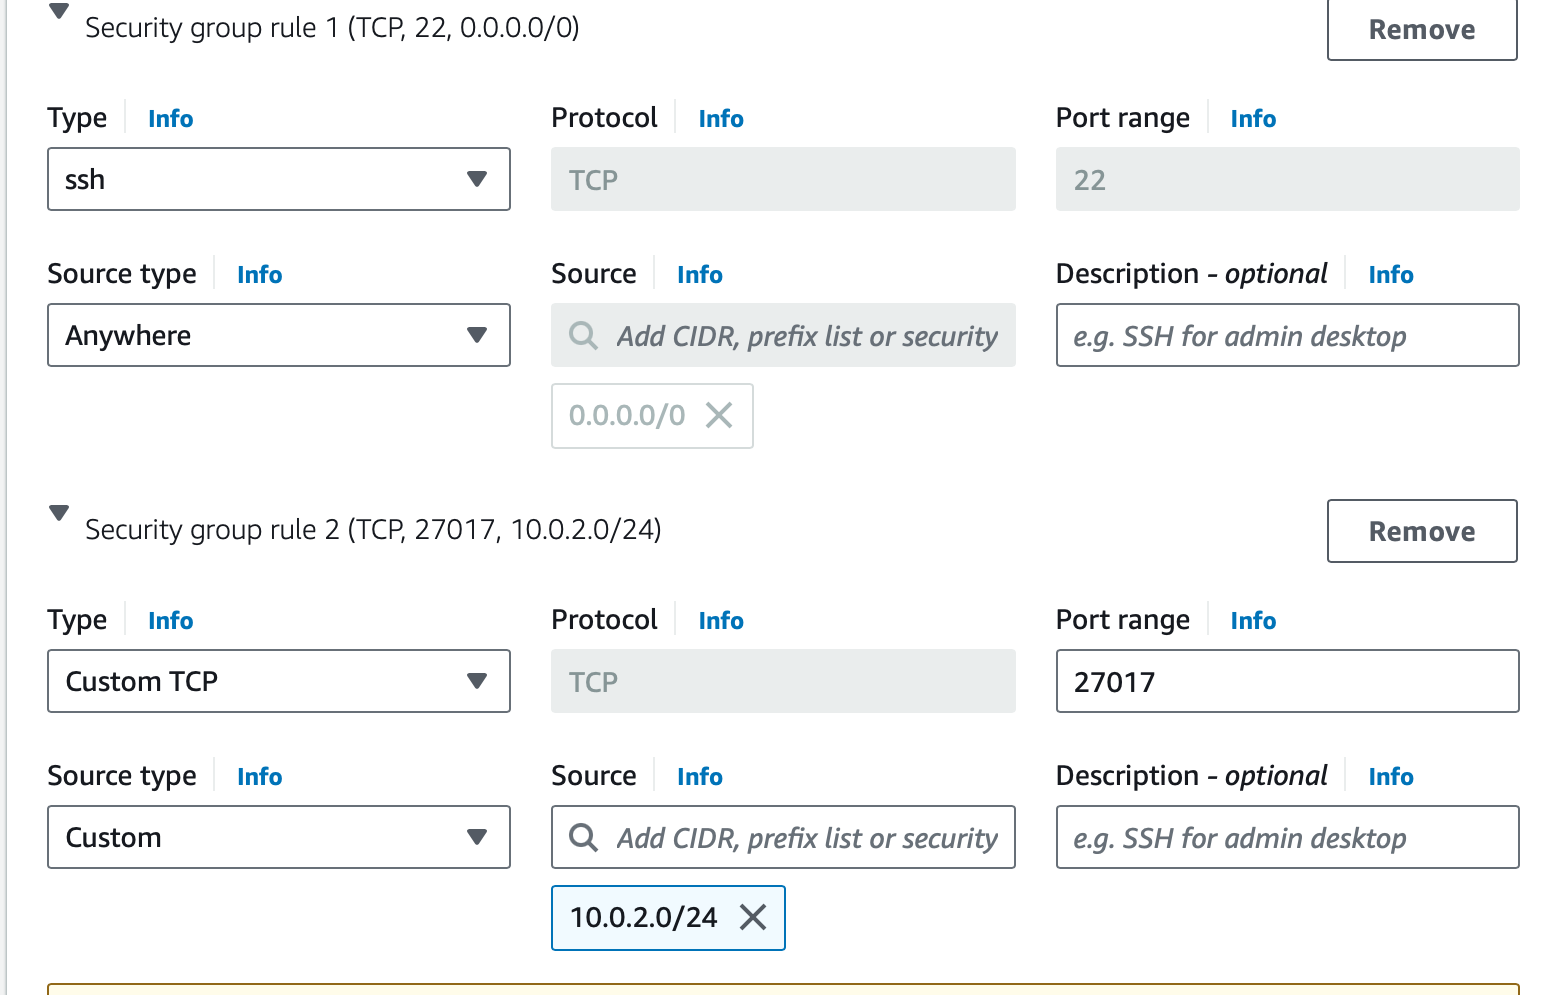 Security group rule 1 (TCP, 22, 0.0.0.0/0)
Remove
Type Info
Protocol Info
Port range Info
ssh
TCP
22
Source type Info
Source Info
Description - optional Info
Anywhere
Add CIDR, prefix list or security
e.g. SSH for admin desktop
0.0.0.0/0
Security group rule 2 (TCP, 27017, 10.0.2.0/24)
Remove
Type Info
Protocol Info
Port range Info
Custom TCP
TCP
27017
Source type Info
Source Info
Description - optional Info
Custom
Add CIDR, prefix list or security
e.g. SSH for admin desktop
10.0.2.0/24